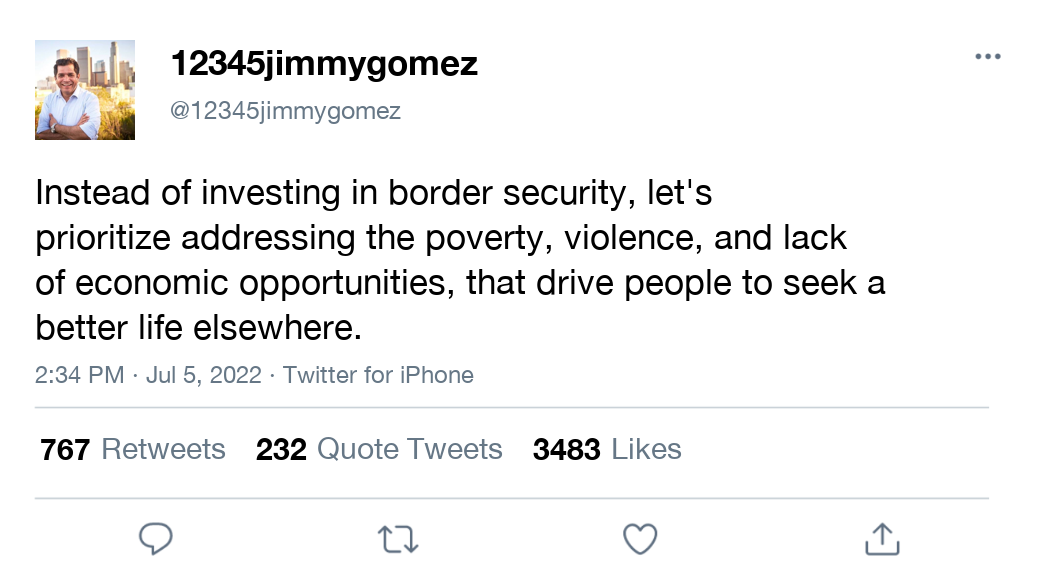 12345jimmygomez
@12345jimmygomez
Instead of investing in border security, let's
prioritize addressing the poverty, violence, and lack
of economic opportunities, that drive people to seek a
better life elsewhere.
2:34 PM · Jul 5, 2022 · Twitter for iPhone
767 Retweets 232 Quote Tweets 3483 Likes